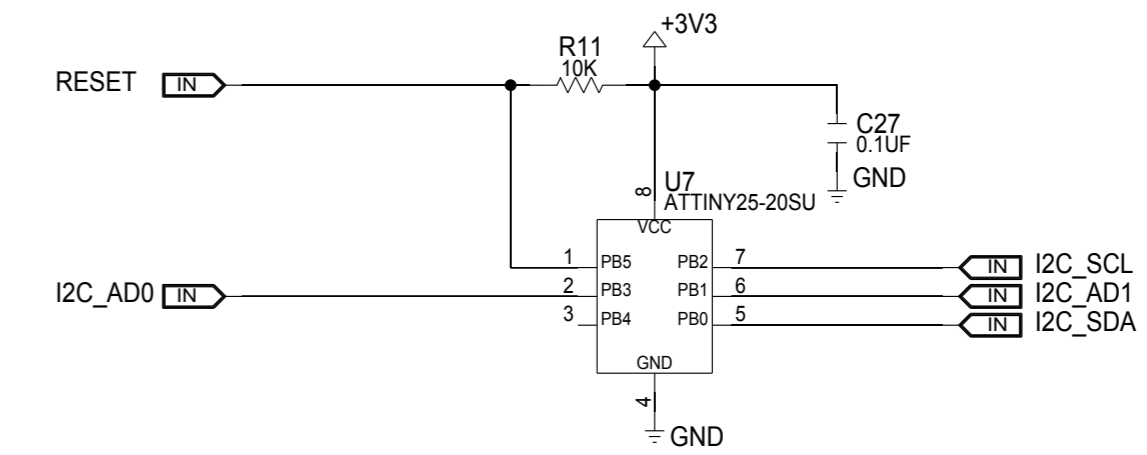 +3V3
R11
10K
RESET IN
C27
0.1UF
GND
8
U7
ATTINY25-20SU
VCC
1 PB5 PB2 7 IN I2C_SCL
I2C_AD0 IN 2 PB3 PB1 6 IN I2C_AD1
3 PB4 PB0 5 IN I2C_SDA
GND
4
GND